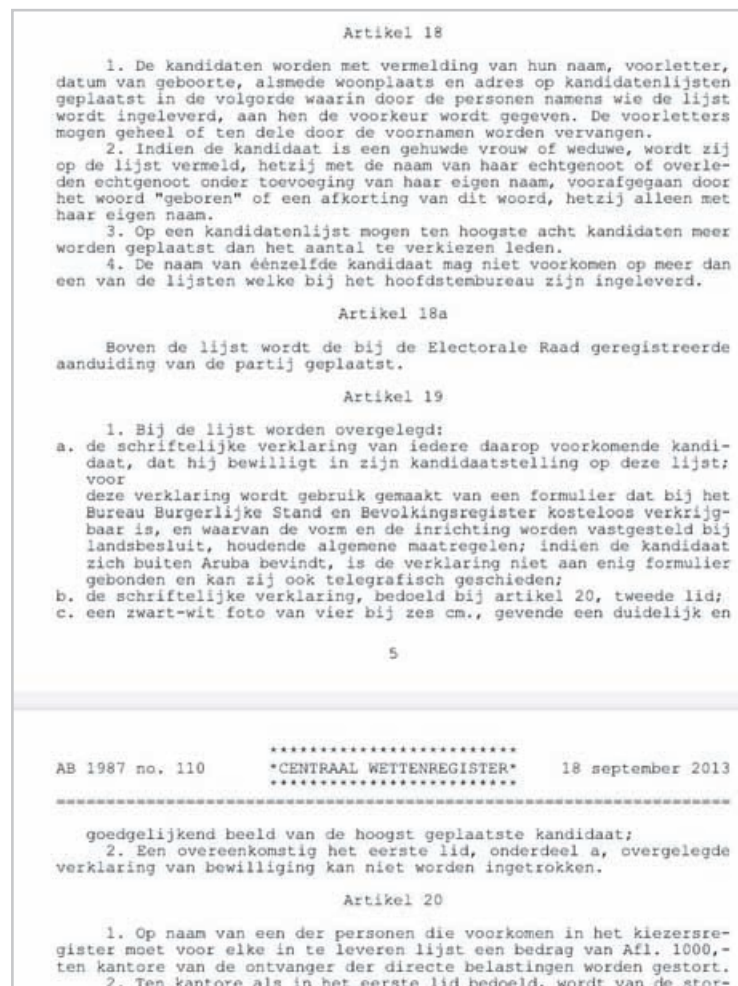 Artikel 18
1. De kandidaten worden met vermelding van hun naam, voorletter,
datum van geboorte, alsmede woonplaats en adres op kandidatenlijsten
geplaatst in de volgorde waarin door de personen namens wie de lijst
wordt ingeleverd, aan hen de voorkeur wordt gegeven. De voorletters
mogen geheel of ten dele door de voornamen worden vervangen.
2. Indien de kandidaat is een gehuwde vrouw of weduwe, wordt zij
op de lijst vermeld, hetzij met de naam van haar echtgenoot of overle-
den echtgenoot onder toevoeging van haar eigen naam, voorafgegaan door
het woord "geboren" of een afkorting van dit woord, hetzij alleen met
haar eigen naam.
3. Op een kandidatenlijst mogen ten hoogste acht kandidaten meer
worden geplaatst dan het aantal te verkiezen leden.
4. De naam van éénzelfde kandidaat mag niet voorkomen op meer dan
een van de lijsten welke bij het hoofdstembureau zijn ingeleverd.
Artikel 18a
Boven de lijst wordt de bij de Electorale Raad geregistreerde
aanduiding van de partij geplaatst.
Artikel 19
1. Bij de lijst worden overgelegd:
a. de schriftelijke verklaring van iedere daarop voorkomende kandi-
daat, dat hij bewilligt in zijn kandidaatstelling op deze lijst;
voor
deze verklaring wordt gebruik gemaakt van een formulier dat bij het
Bureau Burgerlijke Stand en Bevolkingsregister kosteloos verkrijg-
baar is, en waarvan de vorm en de inrichting worden vastgesteld bij
landsbesluit, houdende algemene maatregelen; indien de kandidaat
zich buiten Aruba bevindt, is de verklaring niet aan enig formulier
gebonden en kan zij ook telegrafisch geschieden;
b. de schriftelijke verklaring, bedoeld bij artikel 20, tweede lid;
c. een zwart-wit foto van vier bij zes cm., gevende een duidelijk en
5
*************************
AB 1987 no. 110 *CENTRAAL WETTENREGISTER* 18 september 2013
*************************
====================================================================
goedgelijkend beeld van de hoogst geplaatste kandidaat;
2. Een overeenkomstig het eerste lid, onderdeel a, overgelegde
verklaring van bewilliging kan niet worden ingetrokken.
Artikel 20
1. Op naam van een der personen die voorkomen in het kiezersre-
gister moet voor elke in te leveren lijst een bedrag van Afl. 1000,-
ten kantore van de ontvanger der directe belastingen worden gestort.
2. Ten kantore als in het eerste lid bedoeld, wordt van de stor-